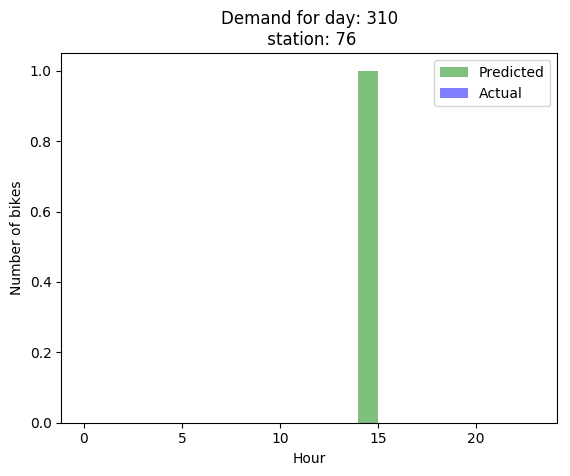 Demand for day: 310
station: 76
Predicted
Actual
Number of bikes
1.0
0.8
0.6
0.4
0.2
0.0
0 5 10 15 20
Hour